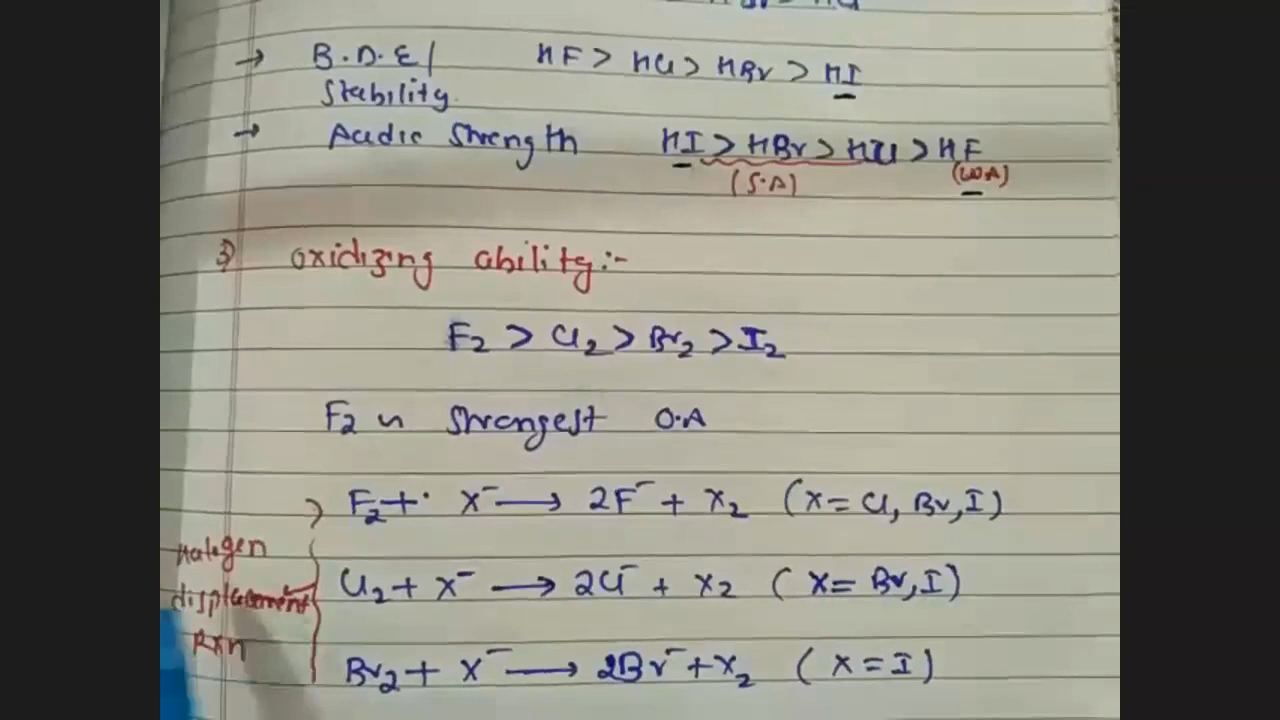 → B.D.E/ HF > HCl > HBr > HI
Stability
→ Acidic Strength HI > HBr > HCl > HF
(S.A) (W.A)
3) Oxidizing ability:-
F₂ > Cl₂ > Br₂ > I₂
F₂ is strongest O.A
F₂ + X⁻ → 2F⁻ + X₂ (X = Cl, Br, I)
Halogen
Cl₂ + X⁻ → 2Cl⁻ + X₂ (X = Br, I)
displacement
Rxn
Br₂ + X⁻ → 2Br⁻ + X₂ (X = I)